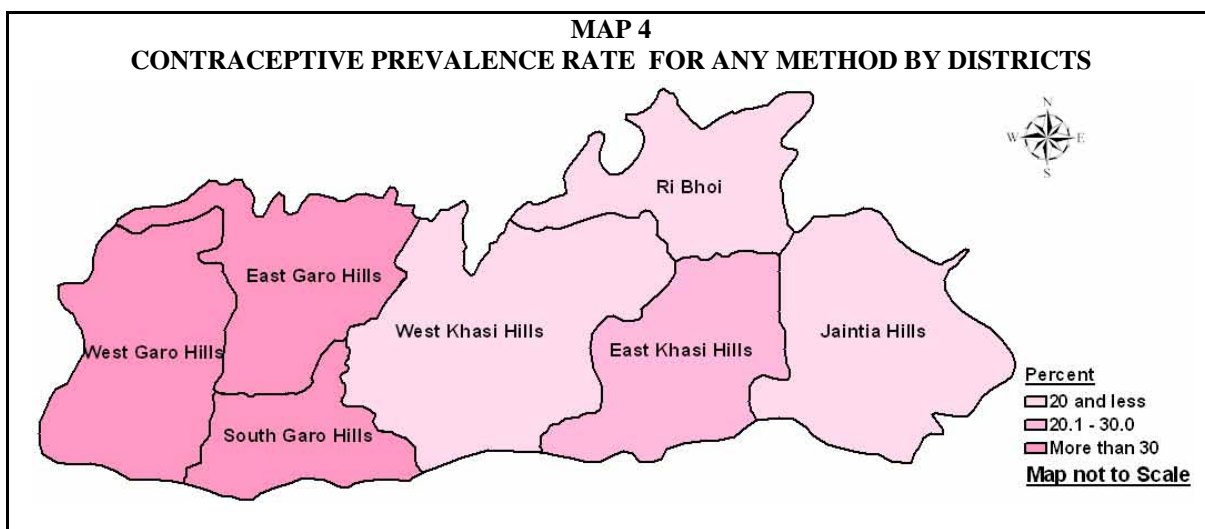 MAP 4
CONTRACEPTIVE PREVALENCE RATE FOR ANY METHOD BY DISTRICTS
N
W E
S
Ri Bhoi
East Garo Hills
West Khasi Hills
Jaintia Hills
West Garo Hills
East Khasi Hills
South Garo Hills
Percent
20 and less
20.1 - 30.0
More than 30
Map not to Scale